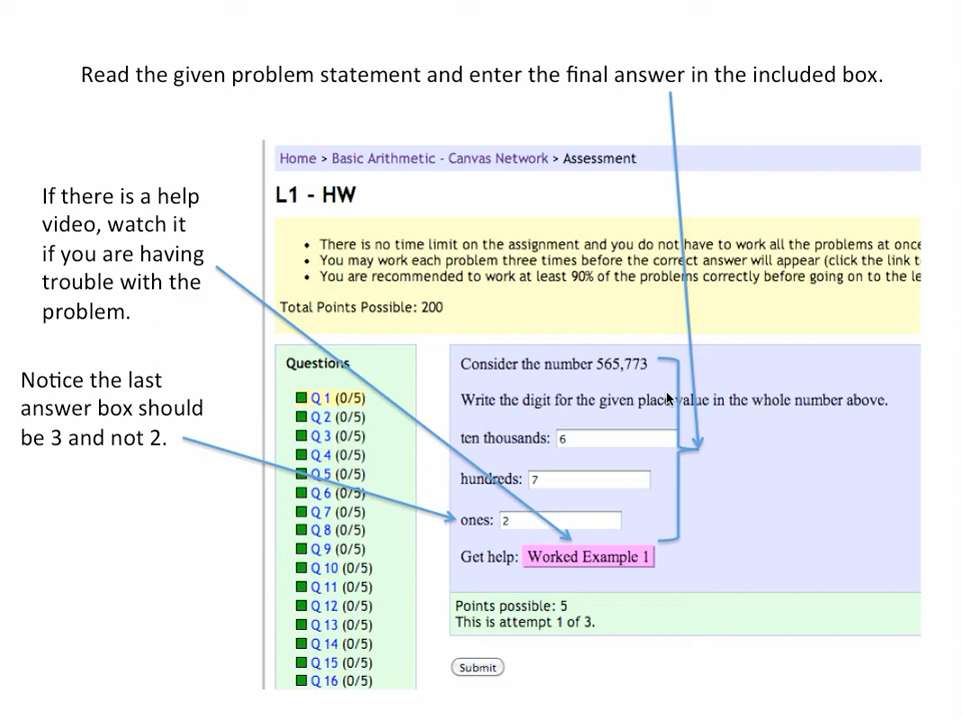 Read the given problem statement and enter the final answer in the included box.
If there is a help
video, watch it
if you are having
trouble with the
problem.
Notice the last
answer box should
be 3 and not 2.
Home > Basic Arithmetic - Canvas Network > Assessment
L1 - HW
• There is no time limit on the assignment and you do not have to work all the problems at once
• You may work each problem three times before the correct answer will appear (click the link t
• You are recommended to work at least 90% of the problems correctly before going on to the le
Total Points Possible: 200
Questions
Q 1 (0/5)
Q 2 (0/5)
Q 3 (0/5)
Q 4 (0/5)
Q 5 (0/5)
Q 6 (0/5)
Q 7 (0/5)
Q 8 (0/5)
Q 9 (0/5)
Q 10 (0/5)
Q 11 (0/5)
Q 12 (0/5)
Q 13 (0/5)
Q 14 (0/5)
Q 15 (0/5)
Q 16 (0/5)
Consider the number 565,773
Write the digit for the given place value in the whole number above.
ten thousands: 6
hundreds: 7
ones: 2
Get help: Worked Example 1
Points possible: 5
This is attempt 1 of 3.
Submit